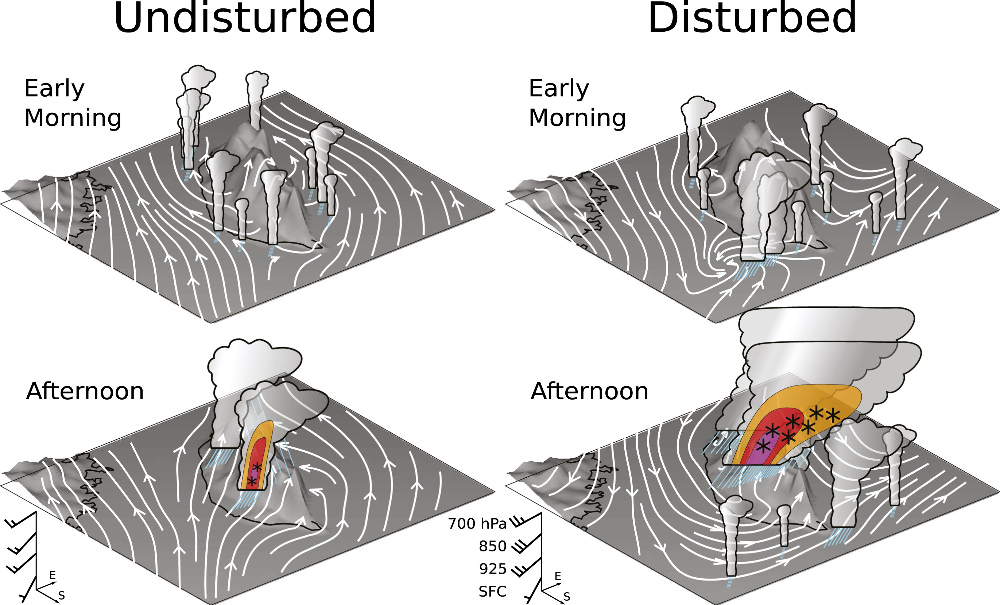 Undisturbed
Disturbed
Early
Morning
Early
Morning
Afternoon
Afternoon
E
S
700 hPa
850
925
SFC
E
S